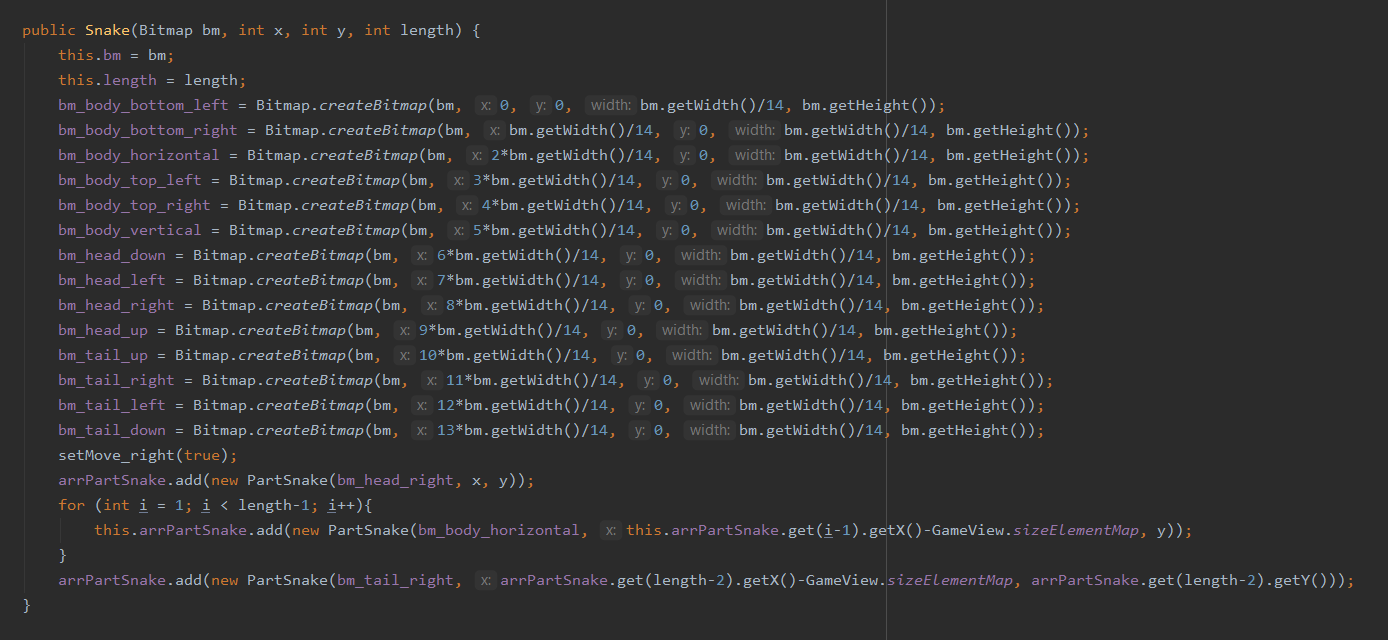 public Snake(Bitmap bm, int x, int y, int length) {
this.bm = bm;
this.length = length;
bm_body_bottom_left = Bitmap.createBitmap(bm, x: 0, y: 0, width: bm.getWidth()/14, bm.getHeight());
bm_body_bottom_right = Bitmap.createBitmap(bm, x: bm.getWidth()/14, y: 0, width: bm.getWidth()/14, bm.getHeight());
bm_body_horizontal = Bitmap.createBitmap(bm, x: 2*bm.getWidth()/14, y: 0, width: bm.getWidth()/14, bm.getHeight());
bm_body_top_left = Bitmap.createBitmap(bm, x: 3*bm.getWidth()/14, y: 0, width: bm.getWidth()/14, bm.getHeight());
bm_body_top_right = Bitmap.createBitmap(bm, x: 4*bm.getWidth()/14, y: 0, width: bm.getWidth()/14, bm.getHeight());
bm_body_vertical = Bitmap.createBitmap(bm, x: 5*bm.getWidth()/14, y: 0, width: bm.getWidth()/14, bm.getHeight());
bm_head_down = Bitmap.createBitmap(bm, x: 6*bm.getWidth()/14, y: 0, width: bm.getWidth()/14, bm.getHeight());
bm_head_left = Bitmap.createBitmap(bm, x: 7*bm.getWidth()/14, y: 0, width: bm.getWidth()/14, bm.getHeight());
bm_head_right = Bitmap.createBitmap(bm, x: 8*bm.getWidth()/14, y: 0, width: bm.getWidth()/14, bm.getHeight());
bm_head_up = Bitmap.createBitmap(bm, x: 9*bm.getWidth()/14, y: 0, width: bm.getWidth()/14, bm.getHeight());
bm_tail_up = Bitmap.createBitmap(bm, x: 10*bm.getWidth()/14, y: 0, width: bm.getWidth()/14, bm.getHeight());
bm_tail_right = Bitmap.createBitmap(bm, x: 11*bm.getWidth()/14, y: 0, width: bm.getWidth()/14, bm.getHeight());
bm_tail_left = Bitmap.createBitmap(bm, x: 12*bm.getWidth()/14, y: 0, width: bm.getWidth()/14, bm.getHeight());
bm_tail_down = Bitmap.createBitmap(bm, x: 13*bm.getWidth()/14, y: 0, width: bm.getWidth()/14, bm.getHeight());
setMove_right(true);
arrPartSnake.add(new PartSnake(bm_head_right, x, y));
for (int i = 1; i < length-1; i++){
this.arrPartSnake.add(new PartSnake(bm_body_horizontal, x: this.arrPartSnake.get(i-1).getX()-GameView.sizeElementMap, y));
}
arrPartSnake.add(new PartSnake(bm_tail_right, x: arrPartSnake.get(length-2).getX()-GameView.sizeElementMap, arrPartSnake.get(length-2).getY()));
}